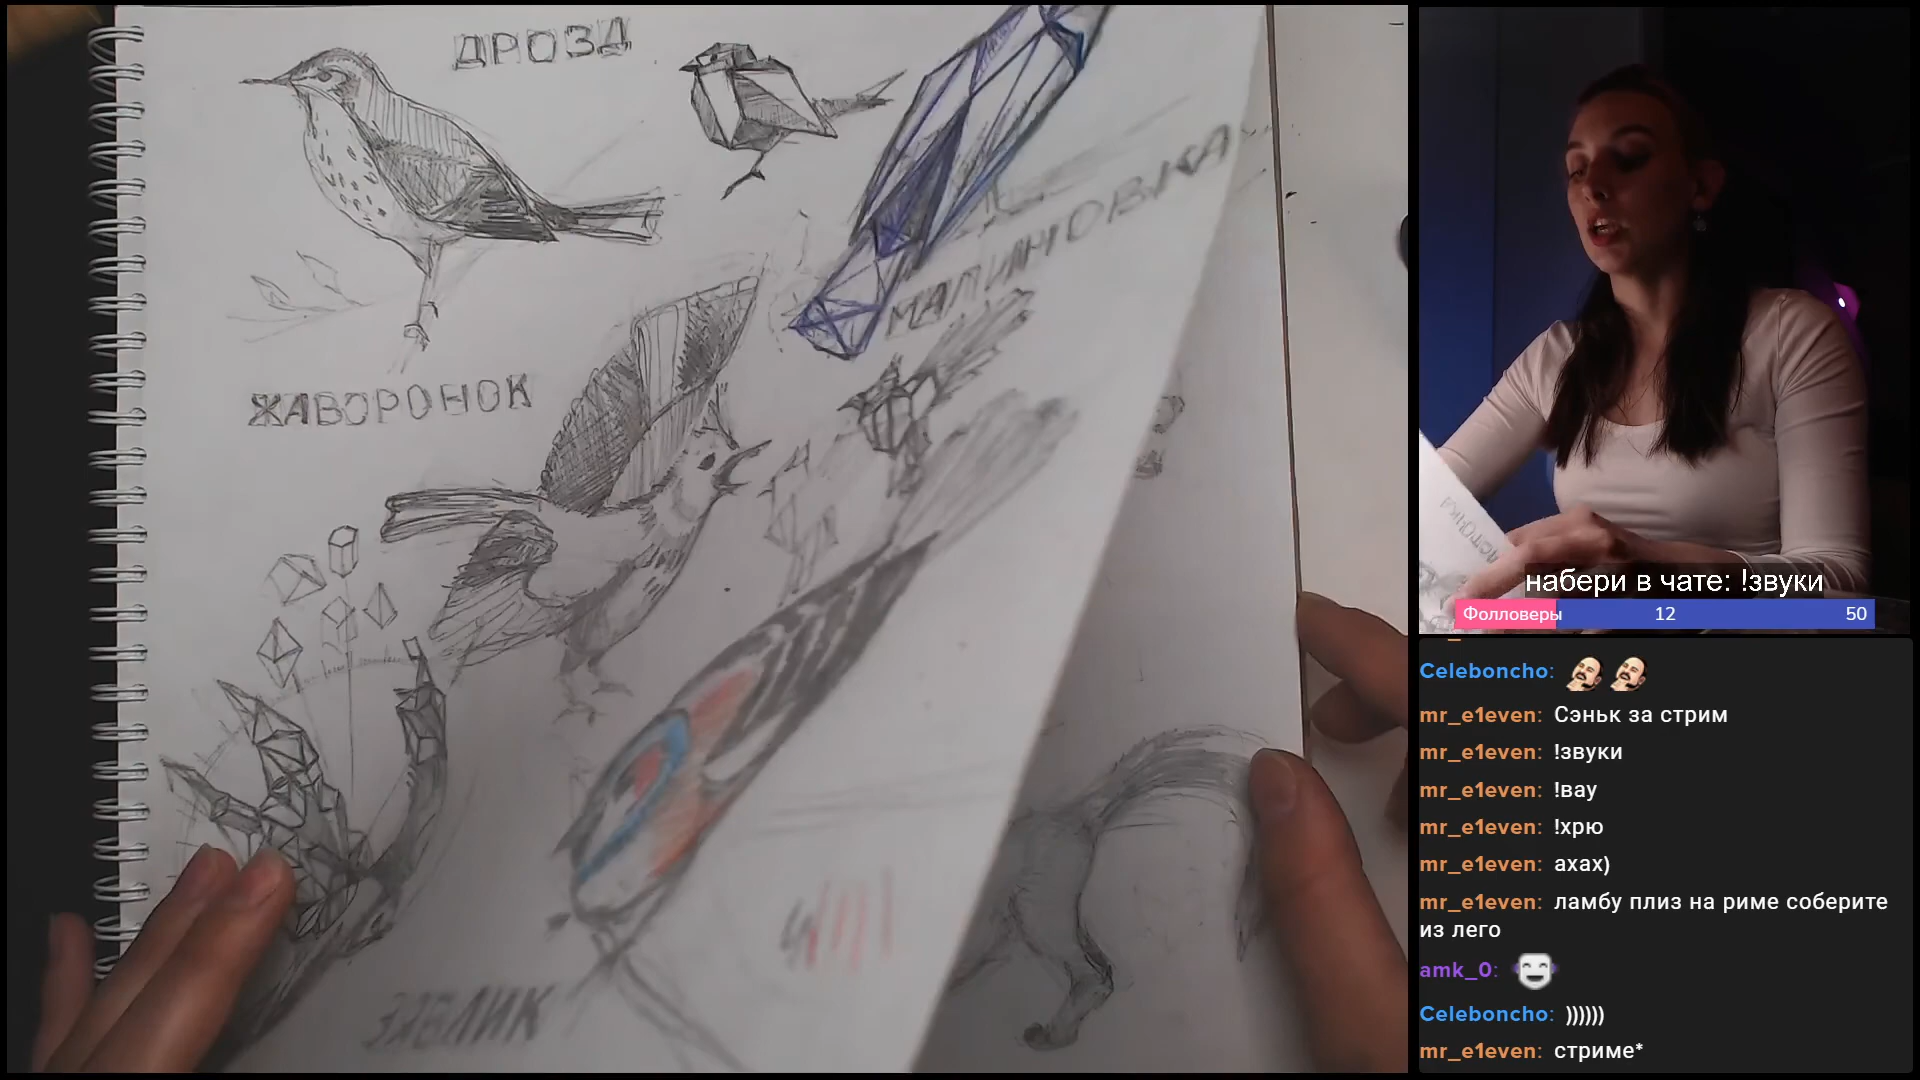 ДРОЗД
МАЛИНОВКА
ЖАВОРОНОК
ЗЯБЛИК
набери в чате: !звуки
Фолловеры 12 50
Celeboncho:
mr_e1even: Сэньк за стрим
mr_e1even: !звуки
mr_e1even: !вау
mr_e1even: !хрю
mr_e1even: ахах)
mr_e1even: ламбу плиз на риме соберите
из лего
amk_0:
Celeboncho: ))))))
mr_e1even: стриме*